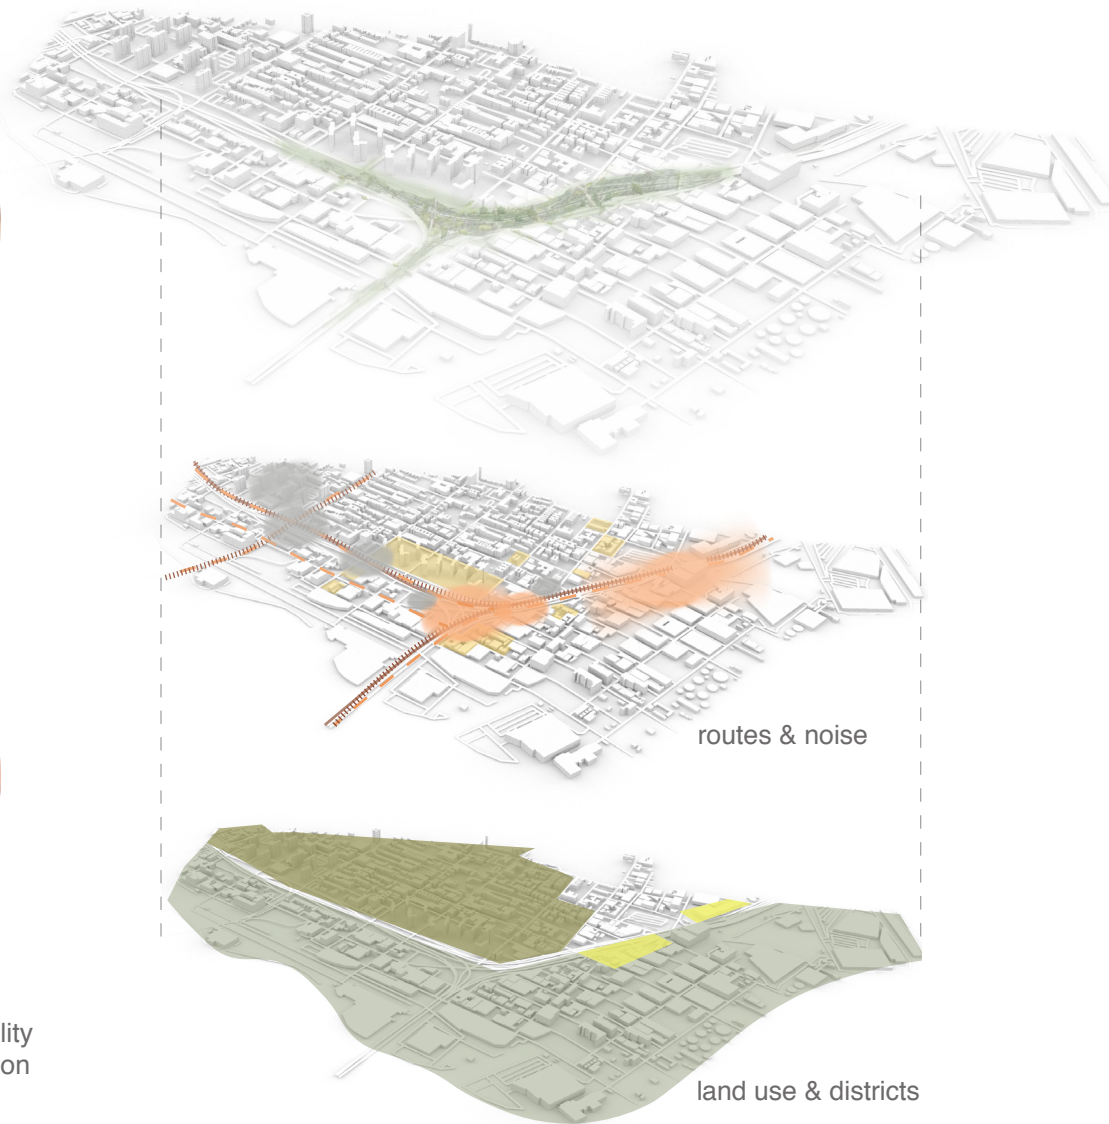 routes & noise
lity
on
land use & districts